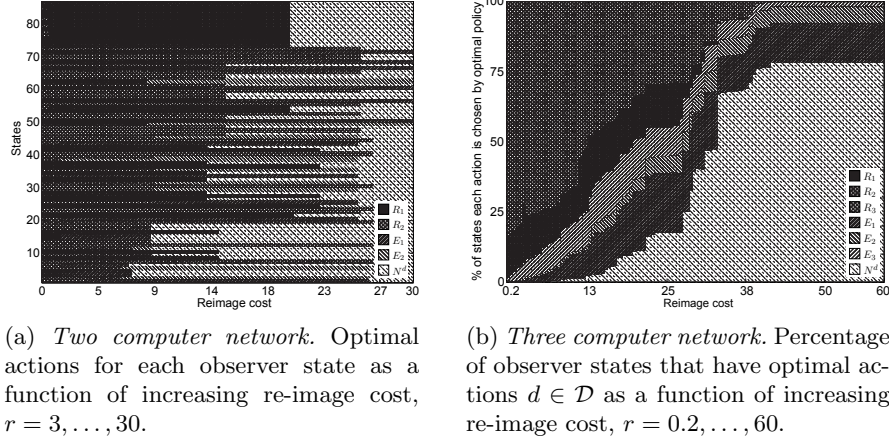 80
70
60
50
40
30
20
10
States
0
5
9
14
18
23
27
30
Reimage cost
R₁
R₂
E₁
E₂
Nᵈ
100
75
50
25
0
% of states each action is chosen by optimal policy
0.2
13
25
38
50
60
Reimage cost
R₁
R₂
R₃
E₁
E₂
E₃
Nᵈ
(a) Two computer network. Optimal
actions for each observer state as a
function of increasing re-image cost,
r = 3, . . . , 30.
(b) Three computer network. Percentage
of observer states that have optimal ac-
tions d ∈ 𝒟 as a function of increasing
re-image cost, r = 0.2, . . . , 60.